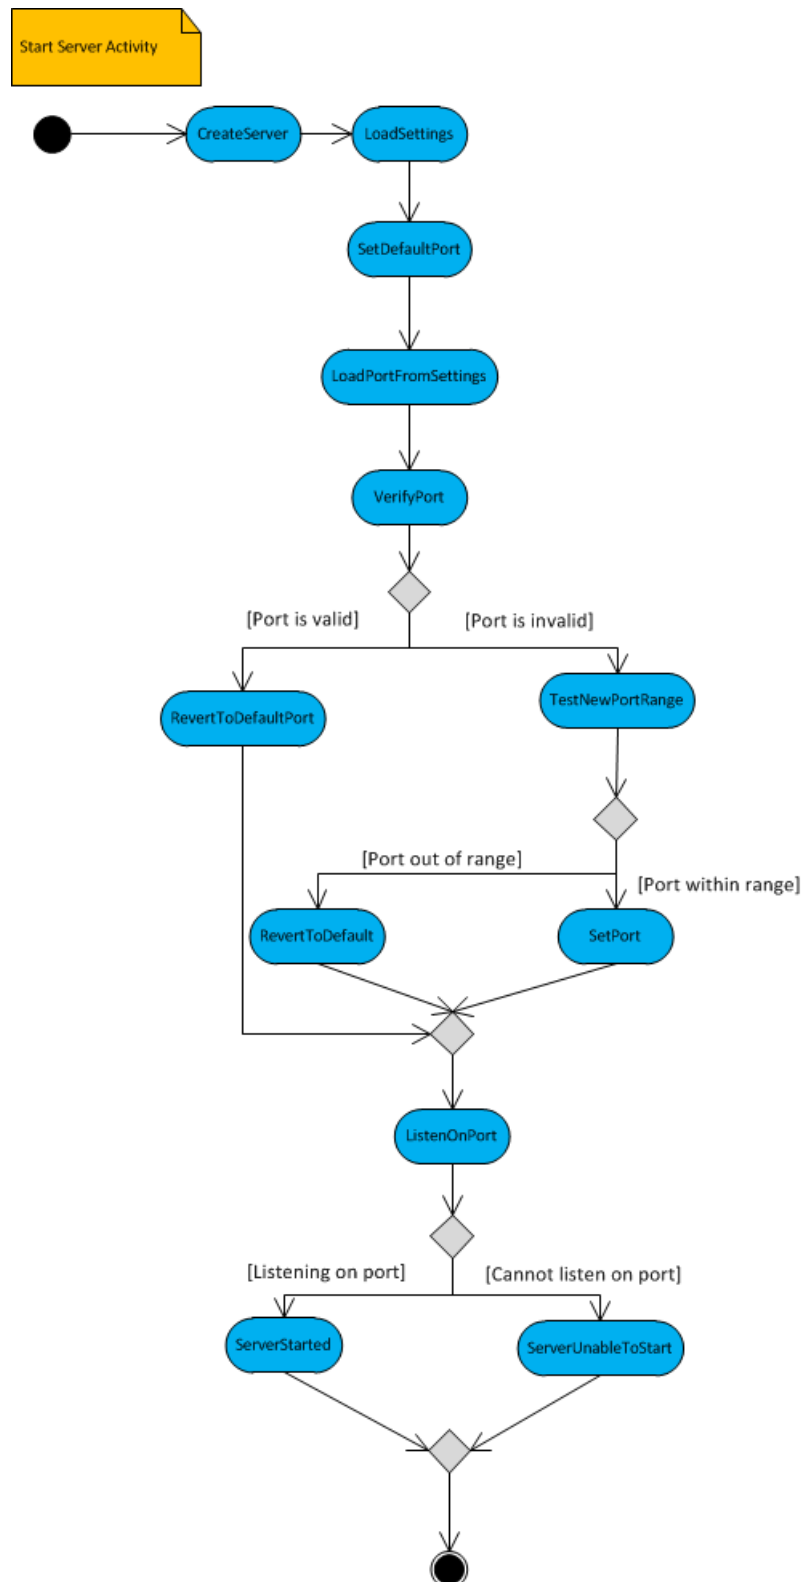 Start Server Activity
CreateServer
LoadSettings
SetDefaultPort
LoadPortFromSettings
VerifyPort
[Port is valid]
[Port is invalid]
RevertToDefaultPort
TestNewPortRange
[Port out of range]
[Port within range]
RevertToDefault
SetPort
ListenOnPort
[Listening on port]
[Cannot listen on port]
ServerStarted
ServerUnableToStart